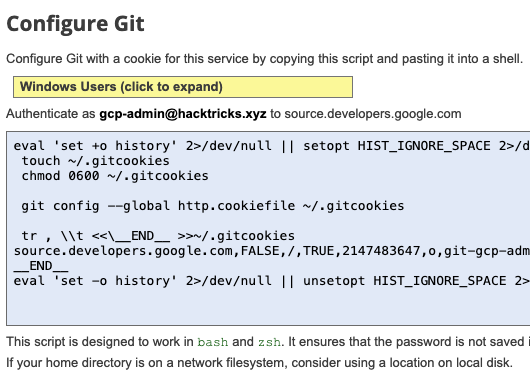 Configure Git
Configure Git with a cookie for this service by copying this script and pasting it into a shell.
Windows Users (click to expand)
Authenticate as gcp-admin@hacktricks.xyz to source.developers.google.com
eval 'set +o history' 2>/dev/null || setopt HIST_IGNORE_SPACE 2>/d
touch ~/.gitcookies
chmod 0600 ~/.gitcookies
git config --global http.cookiefile ~/.gitcookies
tr , \\t <<\__END__ >>~/.gitcookies
source.developers.google.com,FALSE,/,TRUE,2147483647,o,git-gcp-adm
__END__
eval 'set -o history' 2>/dev/null || unsetopt HIST_IGNORE_SPACE 2>
This script is designed to work in bash and zsh. It ensures that the password is not saved i
If your home directory is on a network filesystem, consider using a location on local disk.